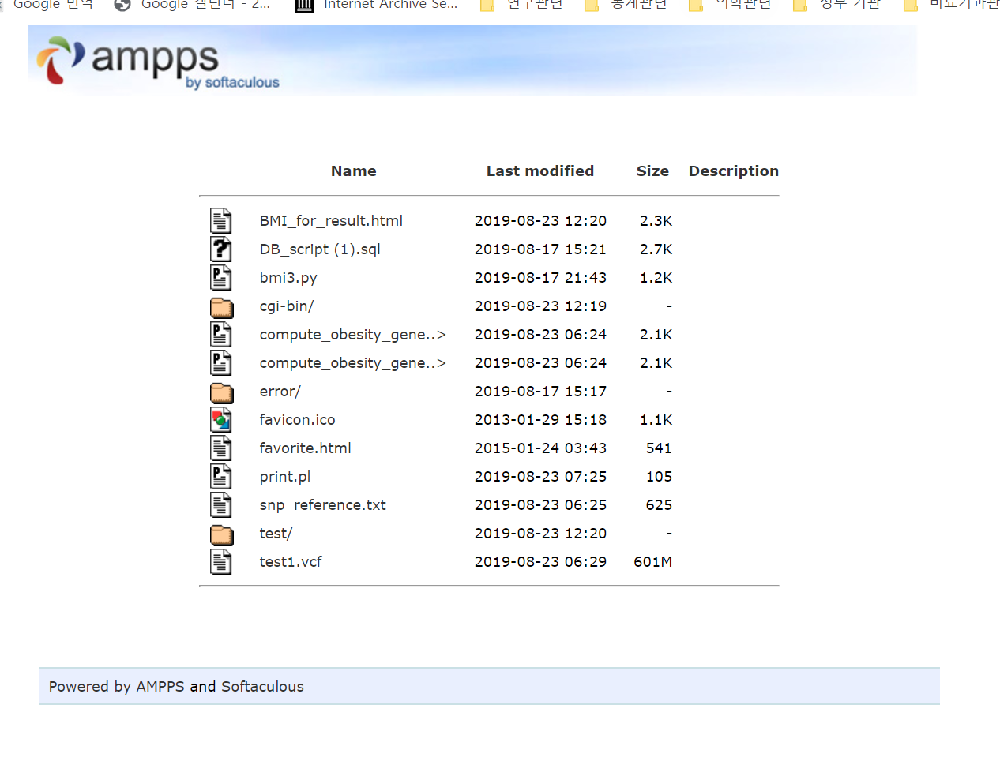 Google 번역 Google 캘린더 - 2... Internet Archive Se... 연구관련 통계관련 의학관련 정부 기관 비뇨기과관
ampps
by softaculous
Name Last modified Size Description
BMI_for_result.html 2019-08-23 12:20 2.3K
DB_script (1).sql 2019-08-17 15:21 2.7K
bmi3.py 2019-08-17 21:43 1.2K
cgi-bin/ 2019-08-23 12:19 -
compute_obesity_gene..> 2019-08-23 06:24 2.1K
compute_obesity_gene..> 2019-08-23 06:24 2.1K
error/ 2019-08-17 15:17 -
favicon.ico 2013-01-29 15:18 1.1K
favorite.html 2015-01-24 03:43 541
print.pl 2019-08-23 07:25 105
snp_reference.txt 2019-08-23 06:25 625
test/ 2019-08-23 12:20 -
test1.vcf 2019-08-23 06:29 601M
Powered by AMPPS and Softaculous